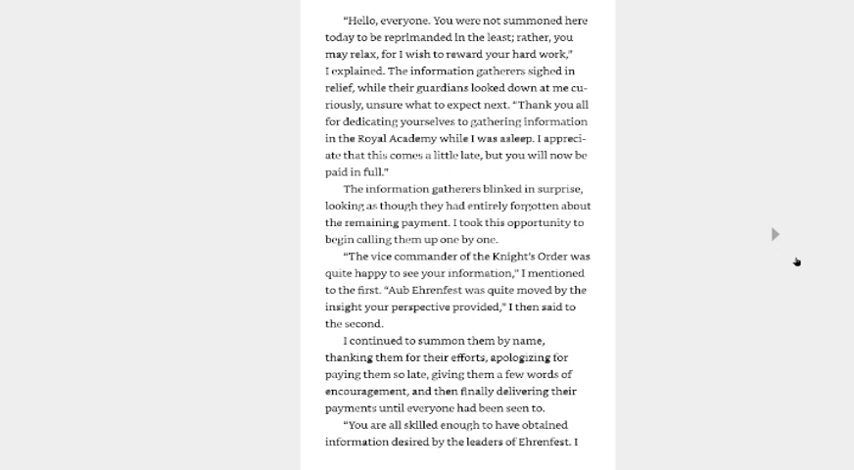 “Hello, everyone. You were not summoned here
today to be reprimanded in the least; rather, you
may relax, for I wish to reward your hard work,”
I explained. The information gatherers sighed in
relief, while their guardians looked down at me cu-
riously, unsure what to expect next. “Thank you all
for dedicating yourselves to gathering information
in the Royal Academy while I was asleep. I appreci-
ate that this comes a little late, but you will now be
paid in full.”
The information gatherers blinked in surprise,
looking as though they had entirely forgotten about
the remaining payment. I took this opportunity to
begin calling them up one by one.
“The vice commander of the Knight’s Order was
quite happy to see your information,” I mentioned
to the first. “Aub Ehrenfest was quite moved by the
insight your perspective provided,” I then said to
the second.
I continued to summon them by name,
thanking them for their efforts, apologizing for
paying them so late, giving them a few words of
encouragement, and then finally delivering their
payments until everyone had been seen to.
“You are all skilled enough to have obtained
information desired by the leaders of Ehrenfest. I